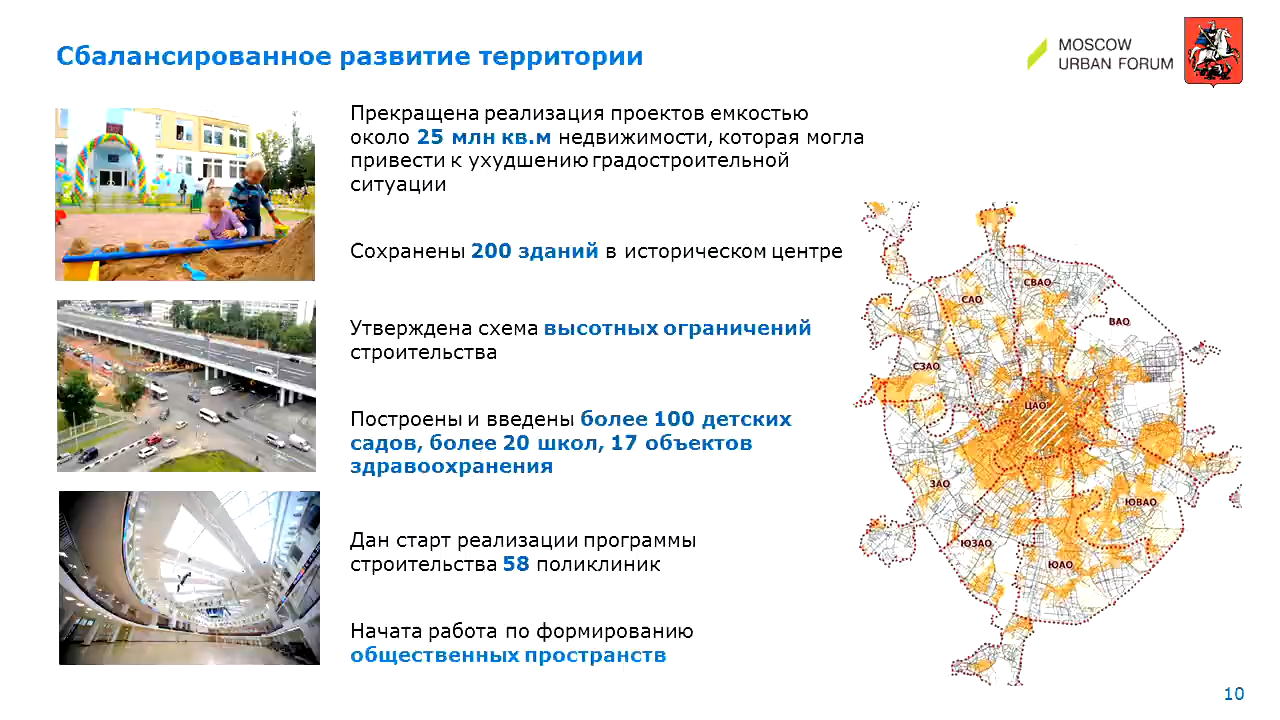 Сбалансированное развитие территории
MOSCOW
URBAN FORUM
Прекращена реализация проектов емкостью
около 25 млн кв.м недвижимости, которая могла
привести к ухудшению градостроительной
ситуации
Сохранены 200 зданий в историческом центре
Утверждена схема высотных ограничений
строительства
Построены и введены более 100 детских
садов, более 20 школ, 17 объектов
здравоохранения
Дан старт реализации программы
строительства 58 поликлиник
Начата работа по формированию
общественных пространств
СВАО
САО
ВАО
СЗАО
ЦАО
ЗАО
ЮВАО
ЮЗАО
ЮАО
10